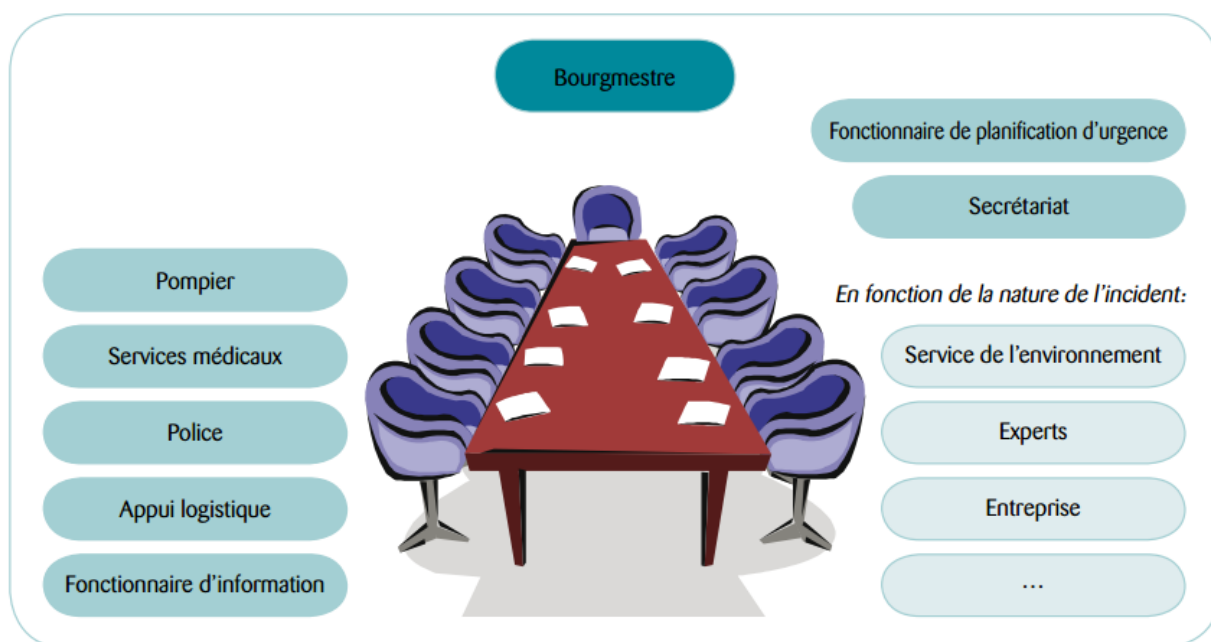 Bourgmestre
Fonctionnaire de planification d'urgence
Secrétariat
Pompier
Services médicaux
Police
Appui logistique
Fonctionnaire d'information
En fonction de la nature de l'incident:
Service de l'environnement
Experts
Entreprise
...